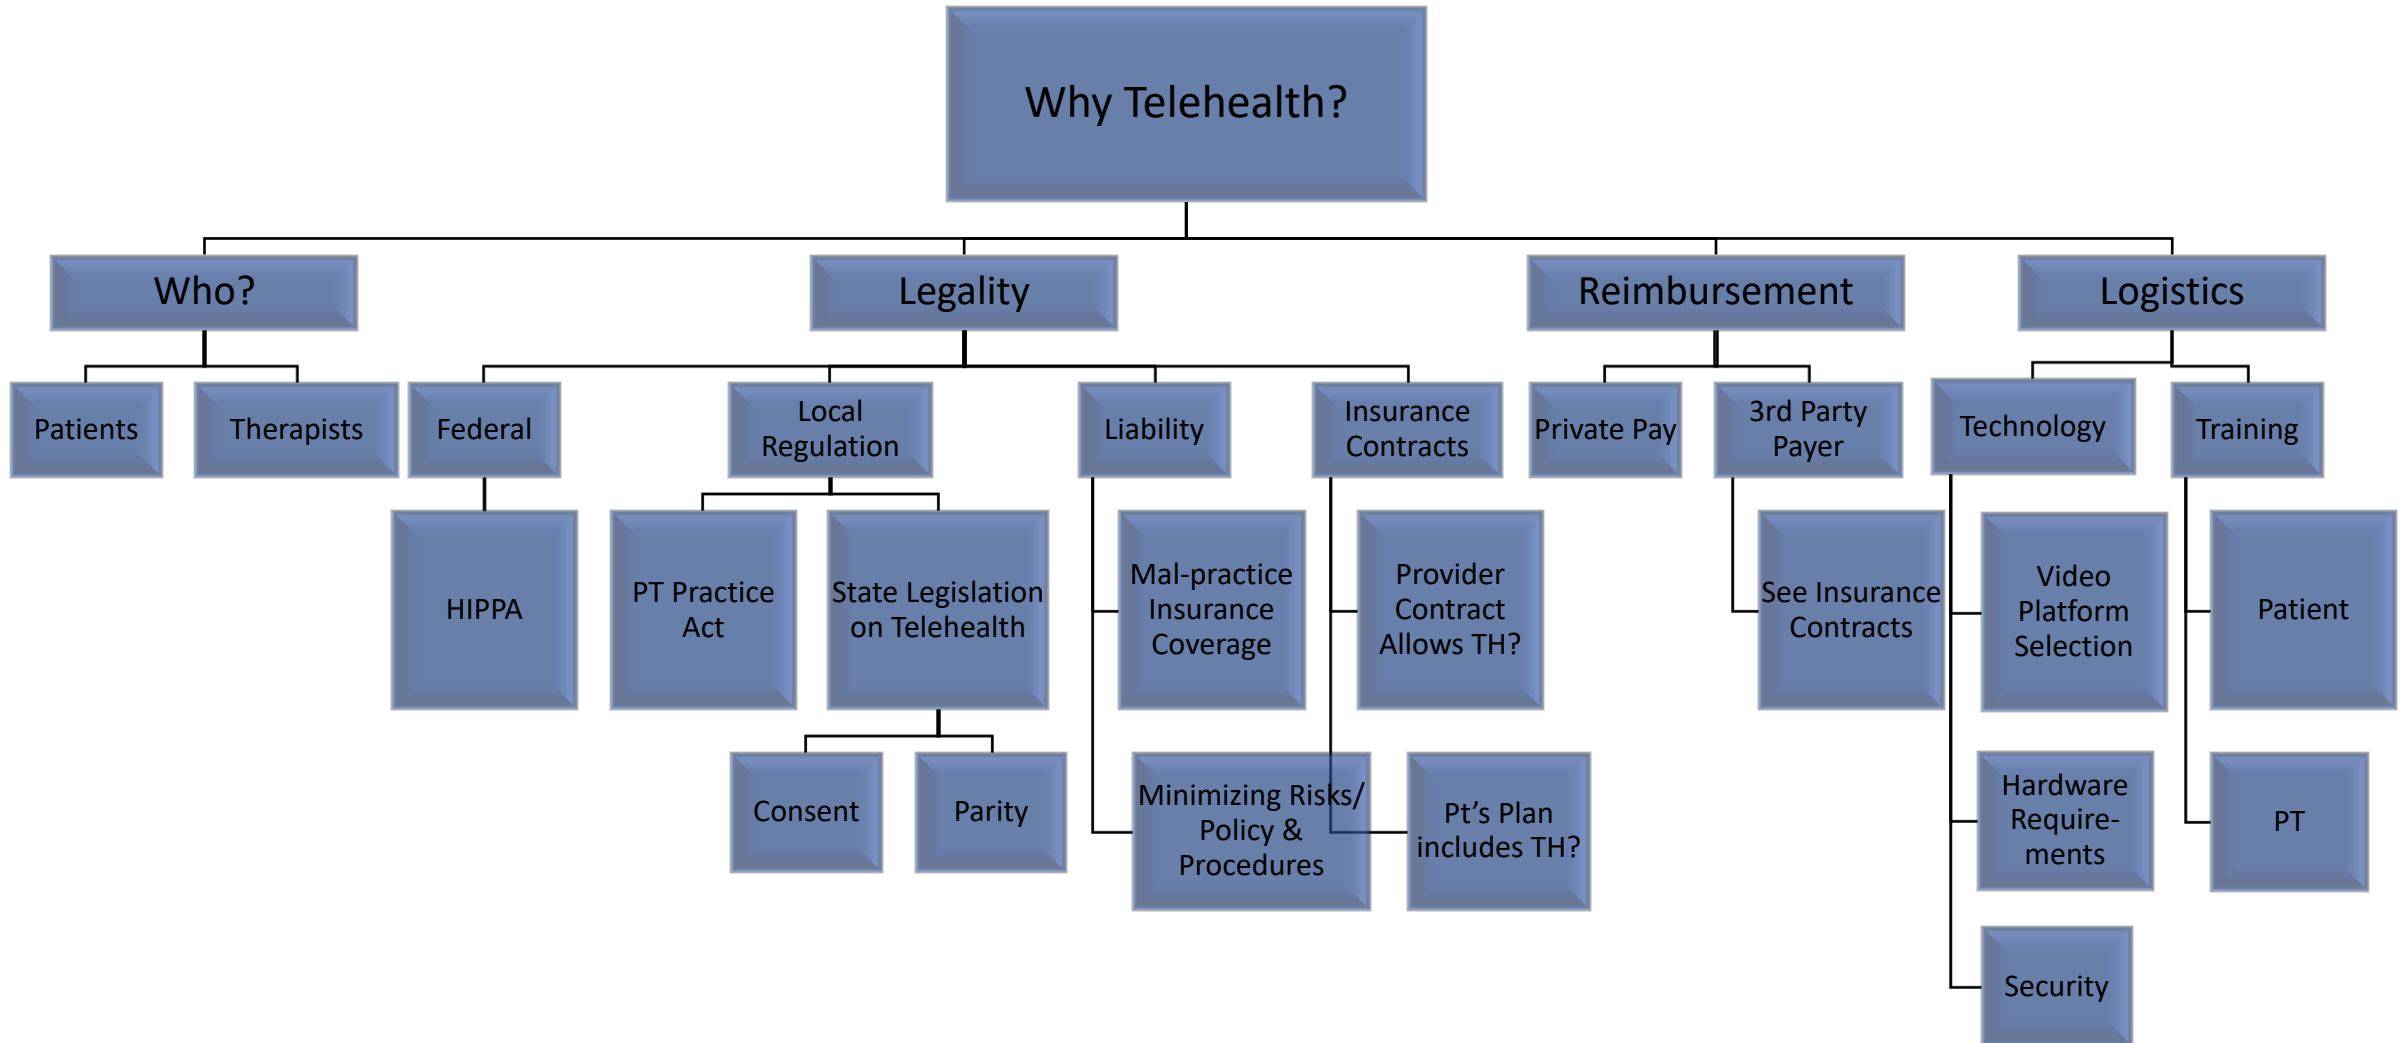 Why Telehealth?
Who?
Legality
Reimbursement
Logistics
Patients
Therapists
Federal
Local
Regulation
Liability
Insurance
Contracts
Private Pay
3rd Party
Payer
Technology
Training
HIPPA
PT Practice
Act
State Legislation
on Telehealth
Mal-practice
Insurance
Coverage
Provider
Contract
Allows TH?
See Insurance
Contracts
Video
Platform
Selection
Patient
Consent
Parity
Minimizing Risks/
Policy &
Procedures
Pt’s Plan
includes TH?
Hardware
Require-
ments
PT
Security